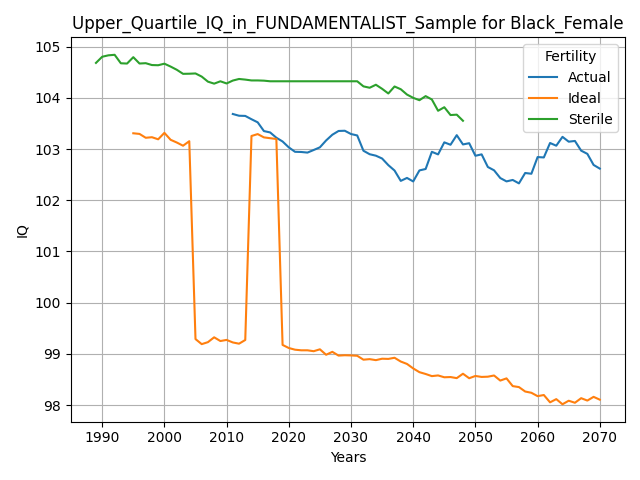 Upper_Quartile_IQ_in_FUNDAMENTALIST_Sample for Black_Female
105
104
103
102
101
100
99
98
IQ
Fertility
Actual
Ideal
Sterile
1990 2000 2010 2020 2030 2040 2050 2060 2070
Years